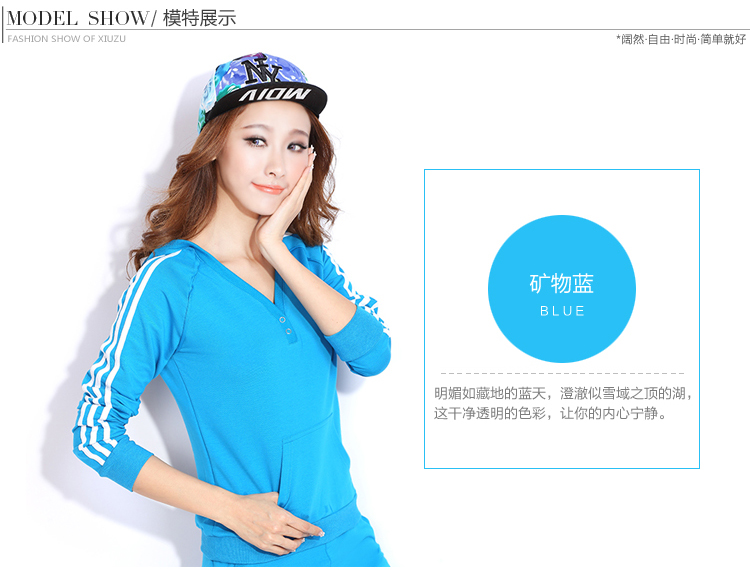 MODEL SHOW/ 模特展示
FASHION SHOW OF XIUZU
*阔然·自由·时尚·简单就好
NY
MDIV
矿物蓝
BLUE
明媚如藏地的蓝天，澄澈似雪域之顶的湖，
这干净透明的色彩，让你的内心宁静。